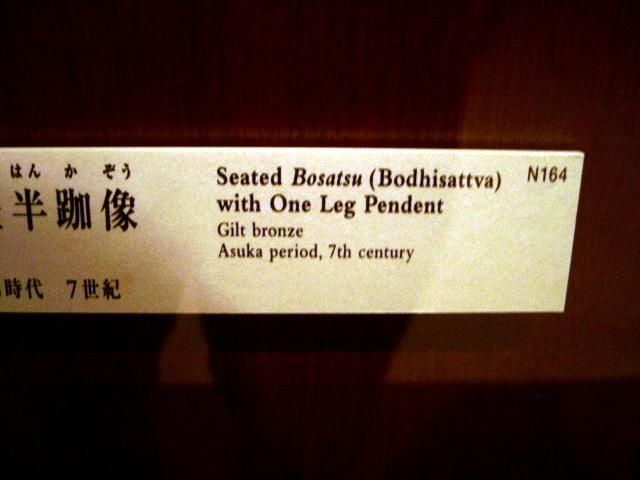 はん か ぞう
半跏像
時代 7世紀
Seated Bosatsu (Bodhisattva)
with One Leg Pendent
Gilt bronze
Asuka period, 7th century
N164